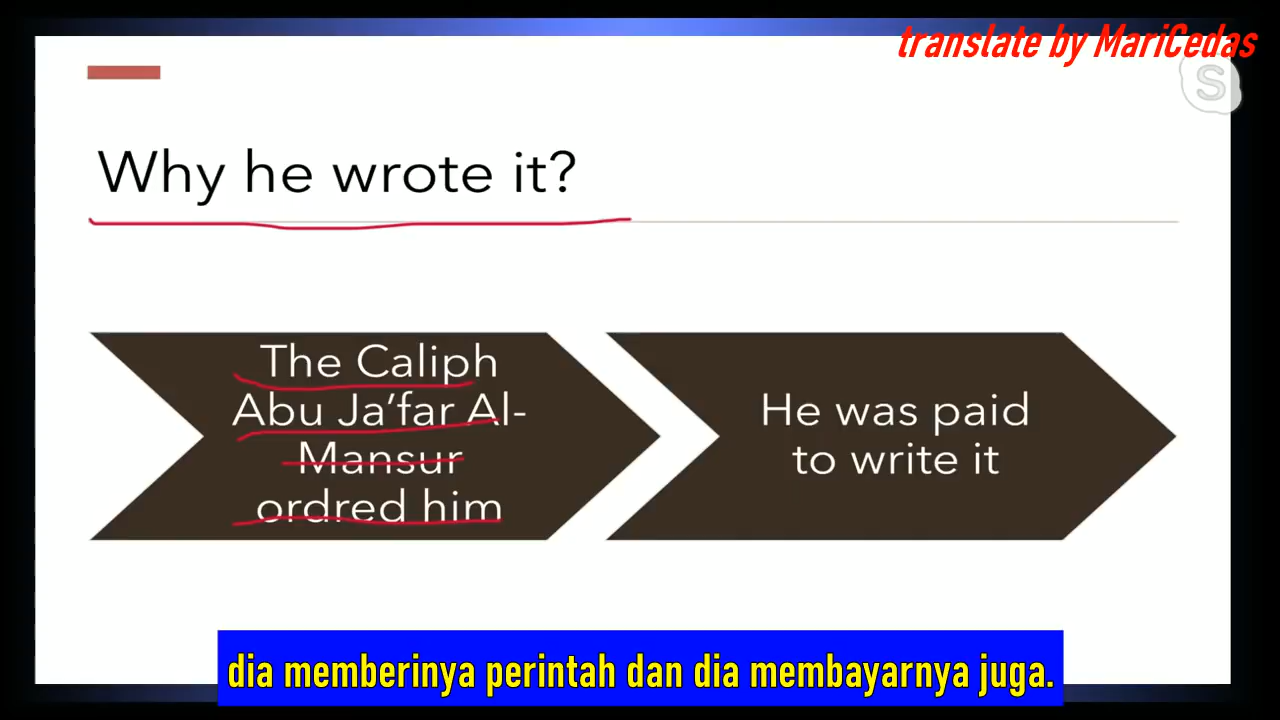 translate by MariCedas
S
Why he wrote it?
The Caliph
Abu Ja’far Al-
Mansur
ordred him
He was paid
to write it
dia memberinya perintah dan dia membayarnya juga.